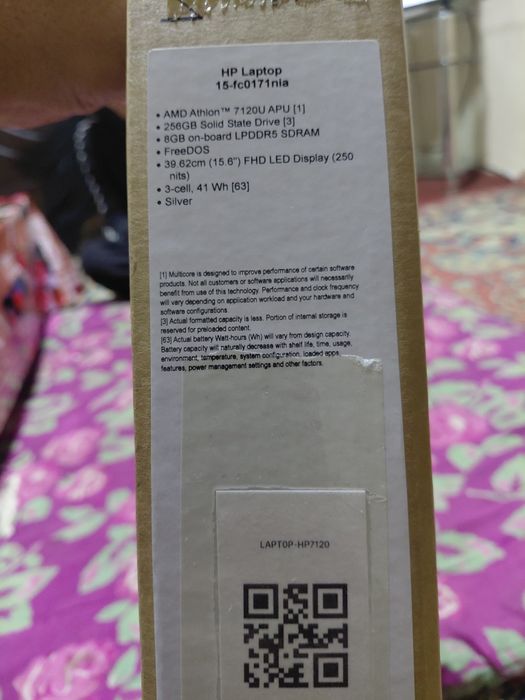 HP Laptop
15-fc0171nia
• AMD Athlon™ 7120U APU [1]
• 256GB Solid State Drive [3]
• 8GB on-board LPDDR5 SDRAM
• FreeDOS
• 39.62cm (15.6") FHD LED Display (250
nits)
• 3-cell, 41 Wh [63]
• Silver
[1] Multicore is designed to improve performance of certain software
products. Not all customers or software applications will necessarily
benefit from use of this technology. Performance and clock frequency
will vary depending on application workload and your hardware and
software configurations.
[3] Actual formatted capacity is less. Portion of internal storage is
reserved for preloaded content.
[63] Actual battery Watt-hours (Wh) will vary from design capacity.
Battery capacity will naturally decrease with shelf life, time, usage,
environment, temperature, system configuration, loaded apps,
features, power management settings and other factors.
LAPTOP-HP7120